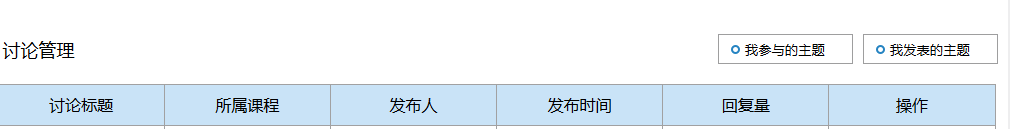 讨论管理
我参与的主题 我发表的主题
讨论标题 所属课程 发布人 发布时间 回复量 操作